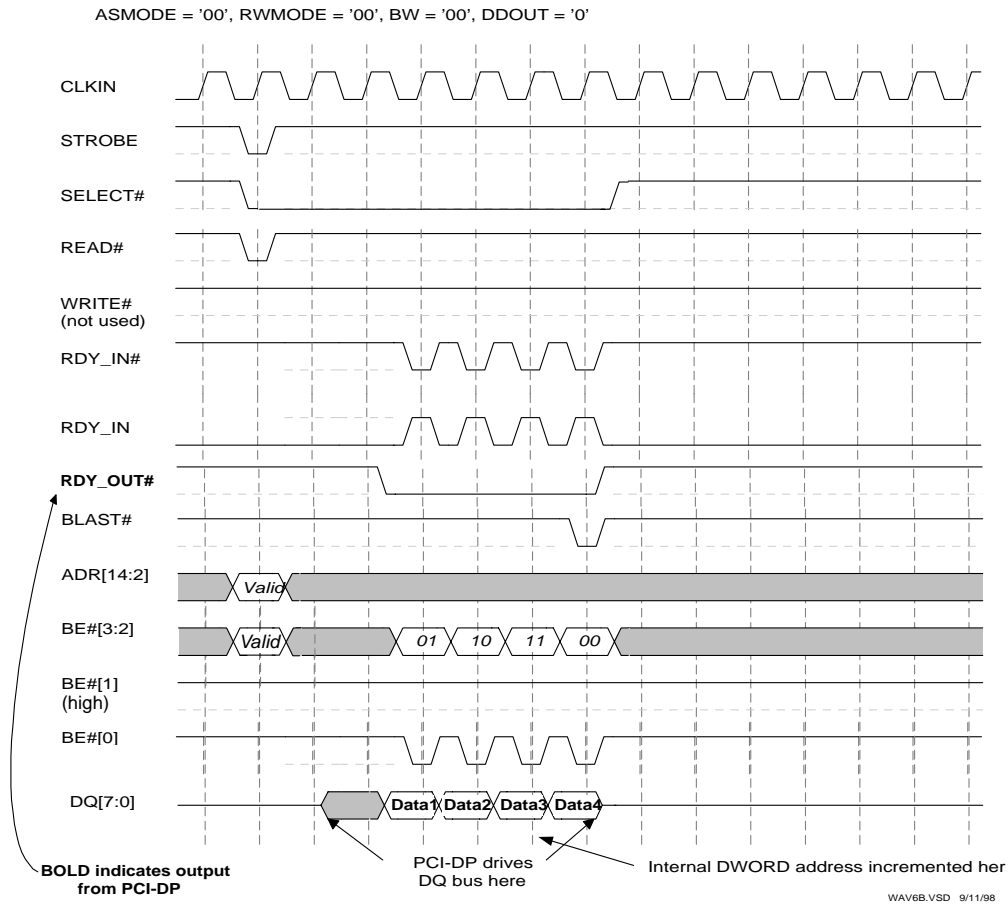 ASMODE = '00', RWMODE = '00', BW = '00', DDOUT = '0'
CLKIN
STROBE
SELECT#
READ#
WRITE#
(not used)
RDY_IN#
RDY_IN
RDY_OUT#
BLAST#
ADR[14:2]
Valid
BE#[3:2]
Valid 01 10 11 00
BE#[1]
(high)
BE#[0]
DQ[7:0]
Data1 Data2 Data3 Data4
BOLD indicates output
from PCI-DP
PCI-DP drives
DQ bus here
Internal DWORD address incremented her
WAV6B.VSD 9/11/98